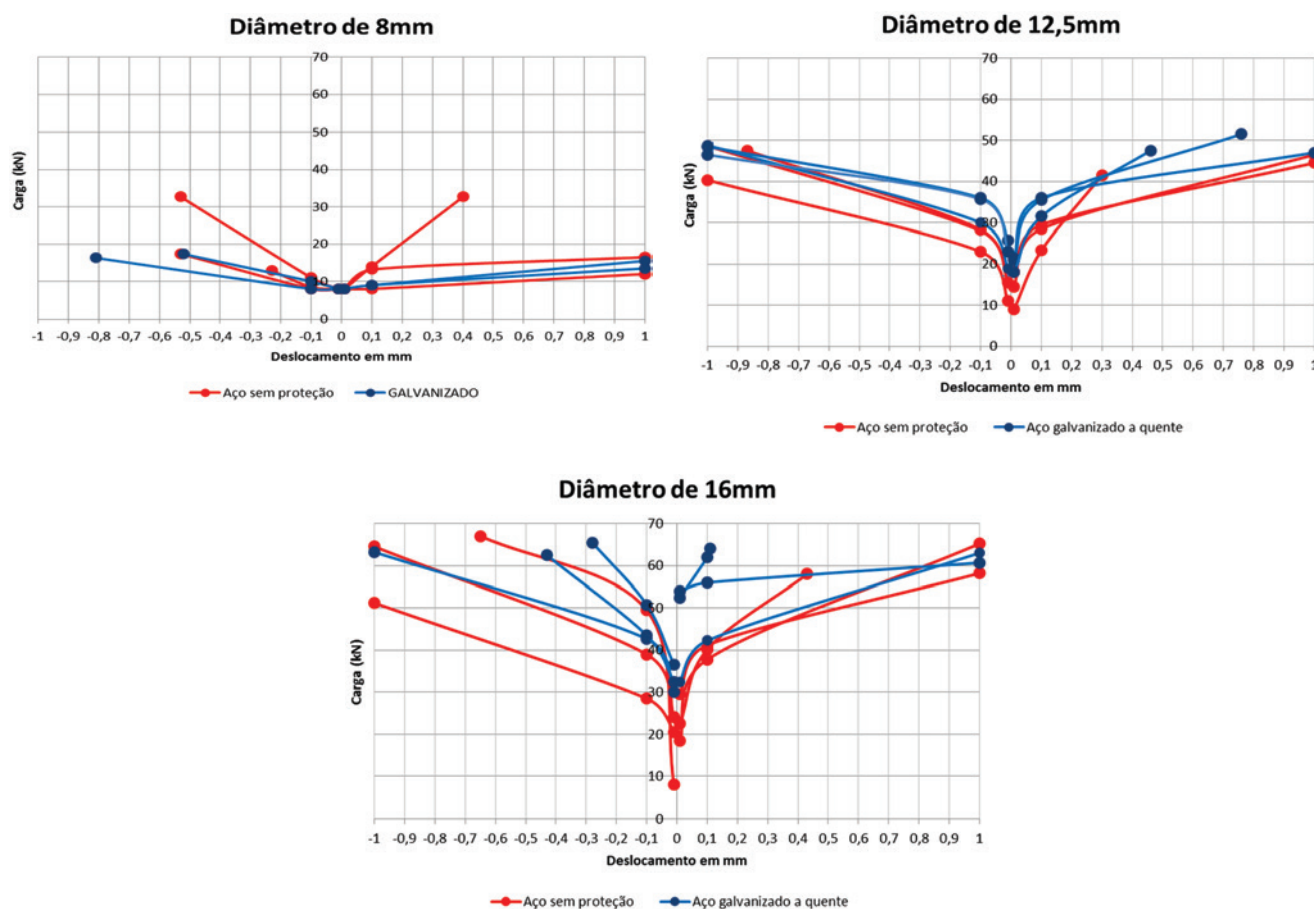 Diâmetro de 8mm
70
60
50
40
30
20
10
0
Carga (kN)
-1 -0,9 -0,8 -0,7 -0,6 -0,5 -0,4 -0,3 -0,2 -0,1 0 0,1 0,2 0,3 0,4 0,5 0,6 0,7 0,8 0,9 1
Deslocamento em mm
Aço sem proteção GALVANIZADO
Diâmetro de 12,5mm
70
60
50
40
30
20
10
0
Carga (kN)
-1 -0,9 -0,8 -0,7 -0,6 -0,5 -0,4 -0,3 -0,2 -0,1 0 0,1 0,2 0,3 0,4 0,5 0,6 0,7 0,8 0,9 1
Deslocamento em mm
Aço sem proteção Aço galvanizado a quente
Diâmetro de 16mm
70
60
50
40
30
20
10
0
Carga (kN)
-1 -0,9 -0,8 -0,7 -0,6 -0,5 -0,4 -0,3 -0,2 -0,1 0 0,1 0,2 0,3 0,4 0,5 0,6 0,7 0,8 0,9 1
Deslocamento em mm
Aço sem proteção Aço galvanizado a quente